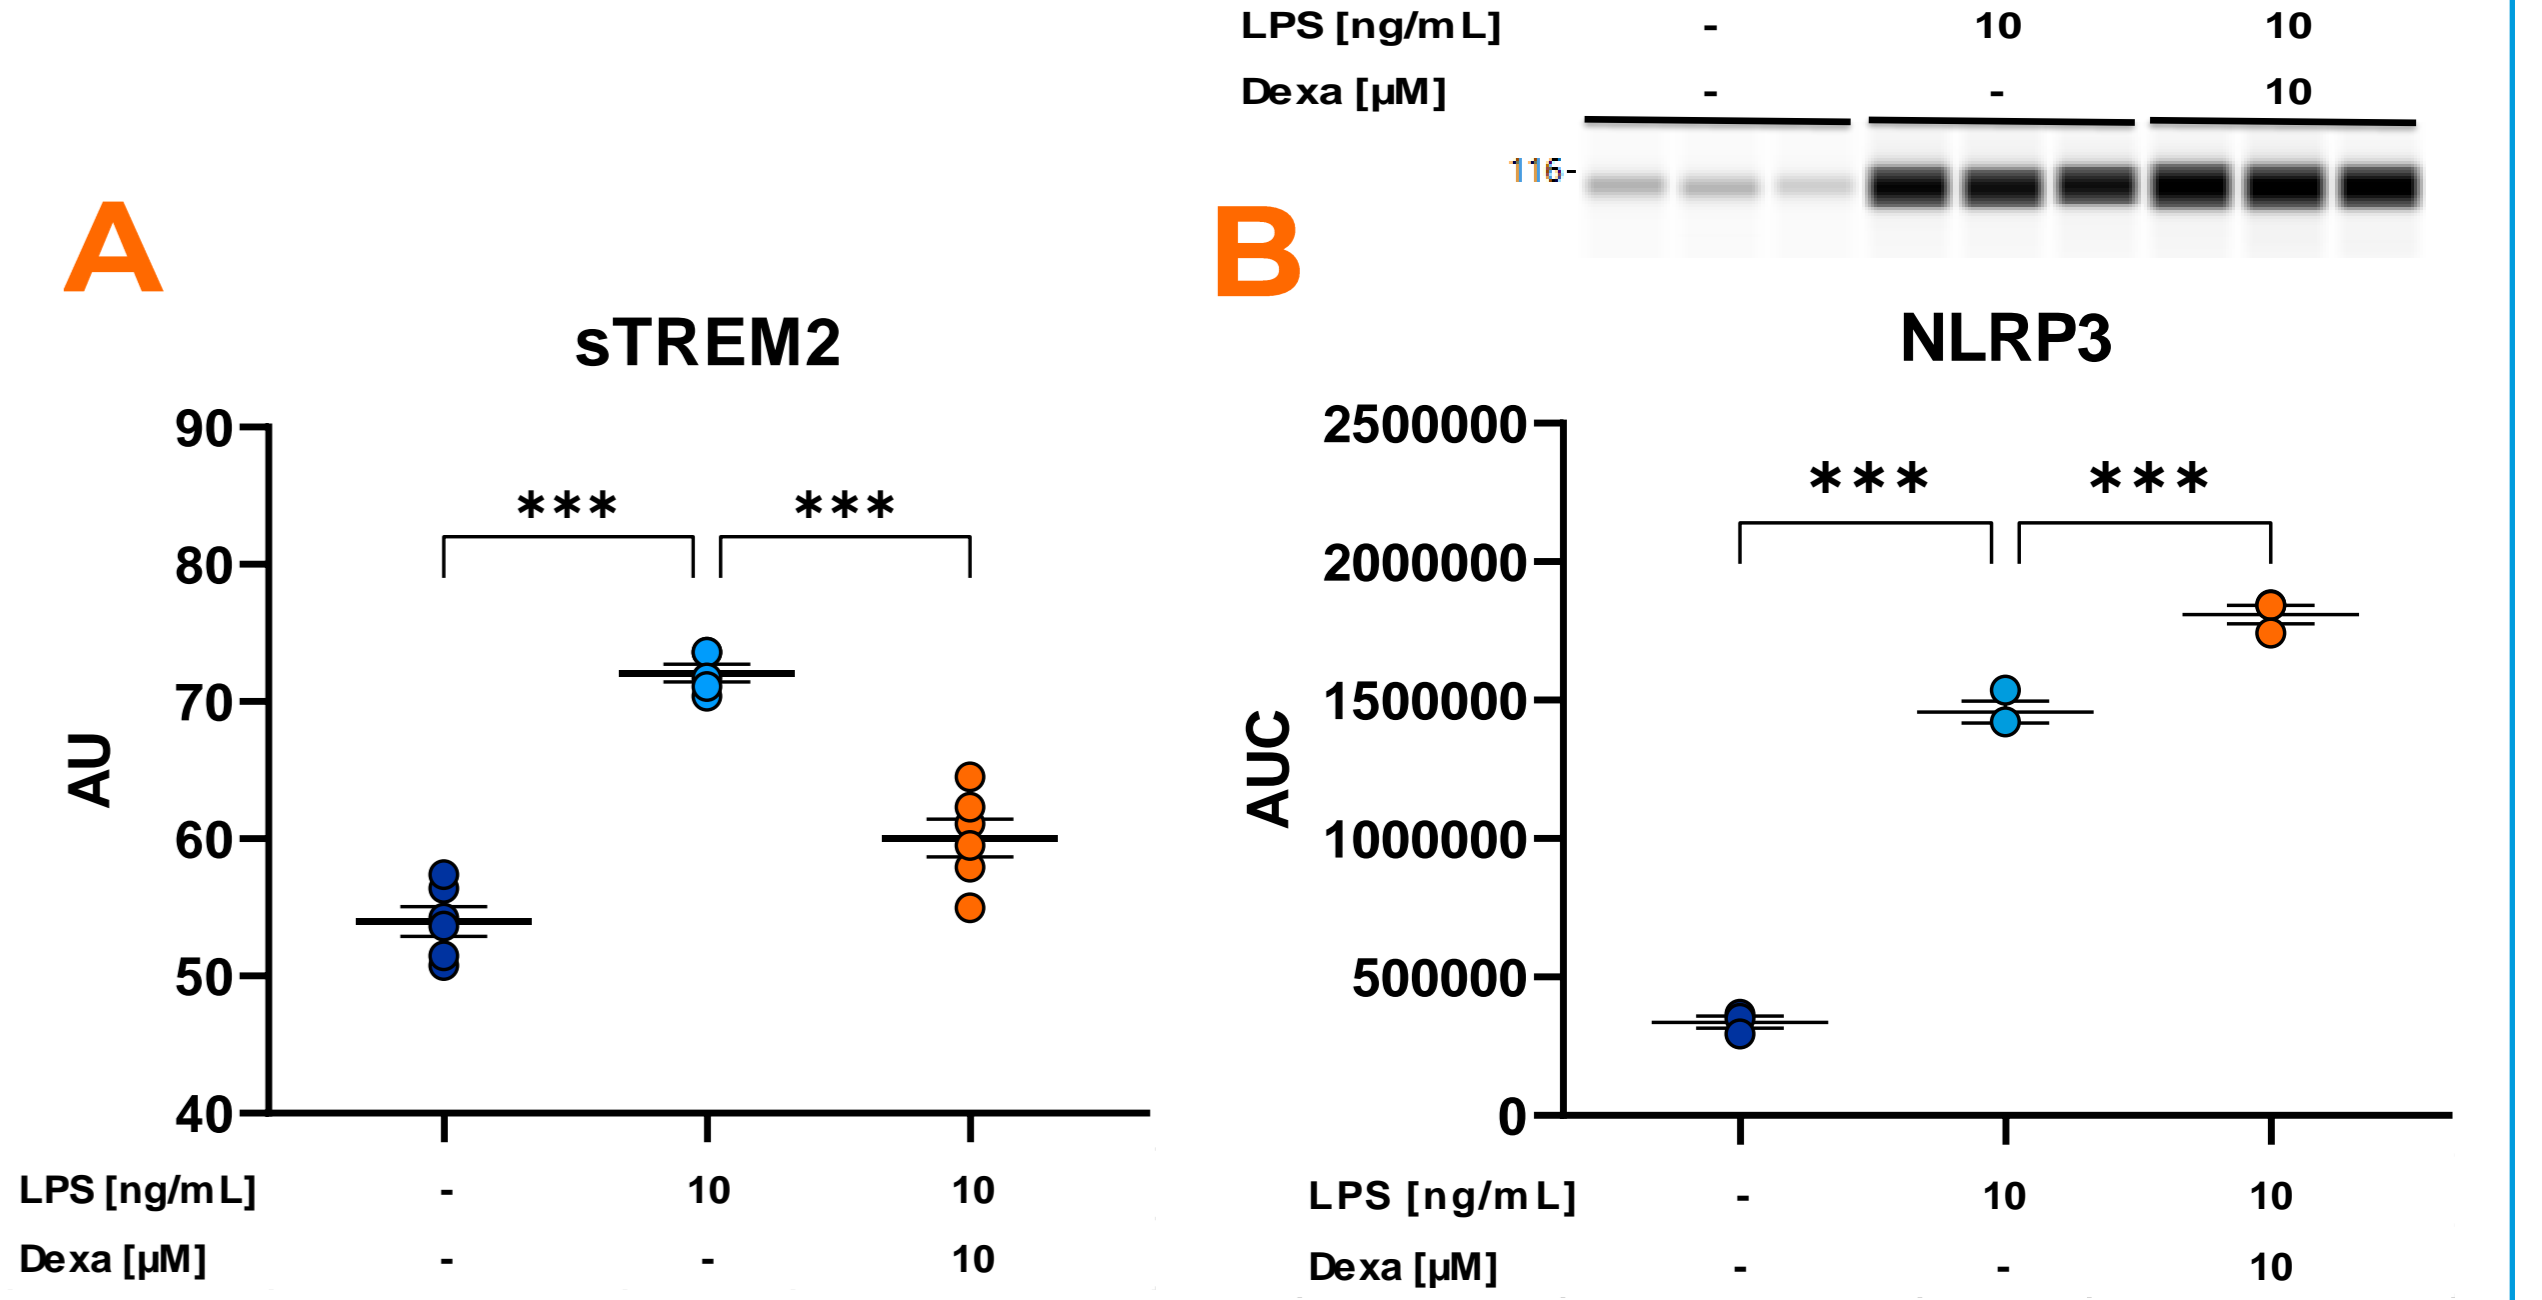 LPS [ng/mL] - 10 10
Dexa [µM] - - 10
116-
A
B
sTREM2
NLRP3
90
80
70
60
50
40
AU
*** ***
LPS [ng/mL] - 10 10
Dexa [µM] - - 10
2500000
2000000
1500000
1000000
500000
0
AUC
*** ***
LPS [ng/mL] - 10 10
Dexa [µM] - - 10